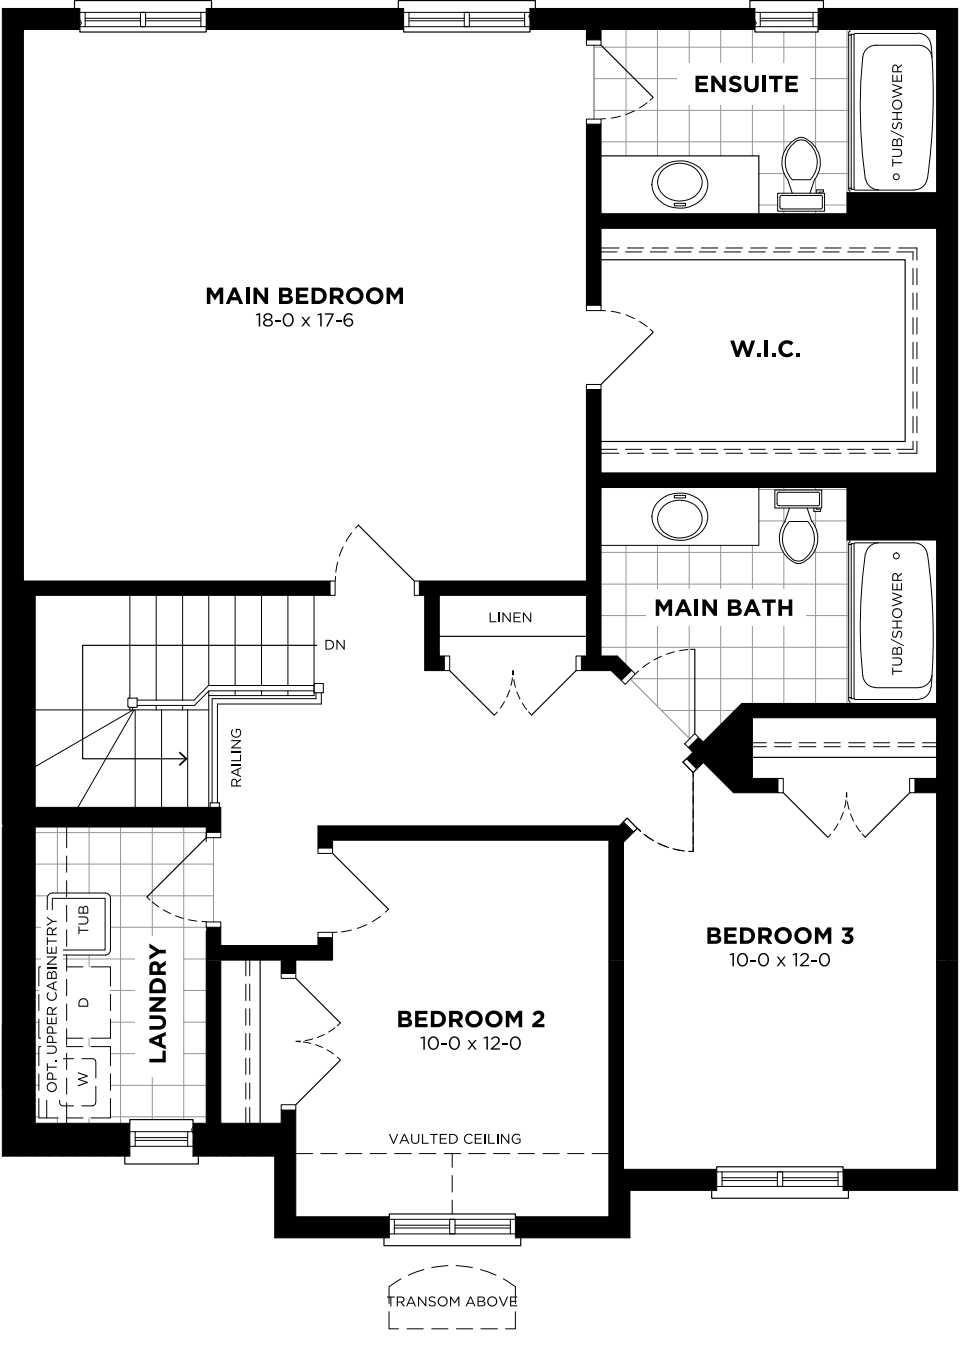 ENSUITE
TUB/SHOWER
MAIN BEDROOM
18-0 x 17-6
W.I.C.
LINEN
MAIN BATH
TUB/SHOWER
DN
RAILING
TUB
OPT. UPPER CABINETRY
D
W
LAUNDRY
BEDROOM 3
10-0 x 12-0
BEDROOM 2
10-0 x 12-0
VAULTED CEILING
TRANSOM ABOVE